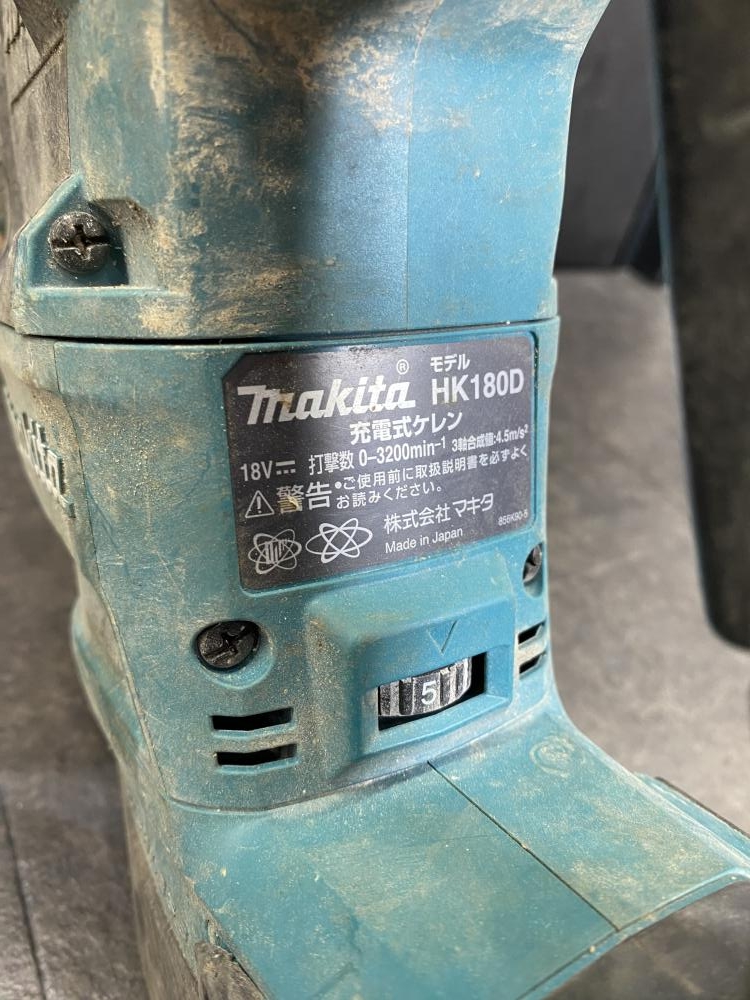 makita® モデル HK180D
充電式ケレン
18V⎓ 打撃数 0-3200min⁻¹ 3軸合成値:4.5m/s²
⚠警告・ご使用前に取扱説明書を必ずよく
お読みください。
株式会社マキタ
Made in Japan
5